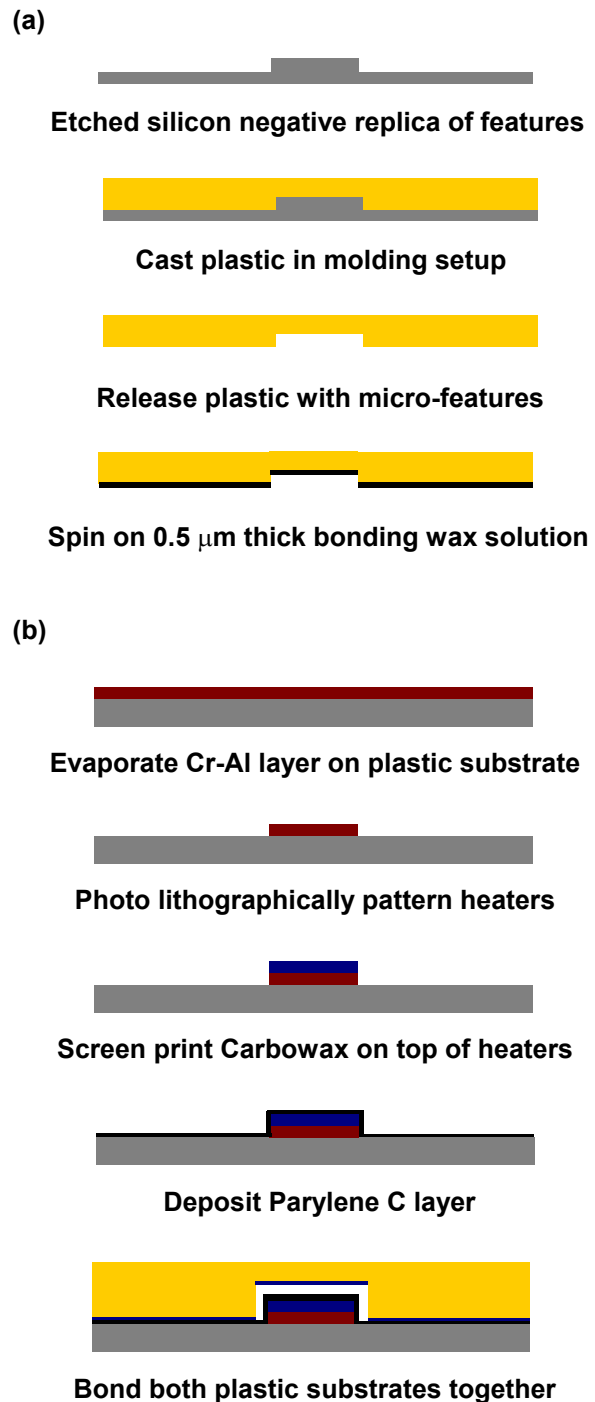 (a)
Etched silicon negative replica of features
Cast plastic in molding setup
Release plastic with micro-features
Spin on 0.5 μm thick bonding wax solution
(b)
Evaporate Cr-Al layer on plastic substrate
Photo lithographically pattern heaters
Screen print Carbowax on top of heaters
Deposit Parylene C layer
Bond both plastic substrates together